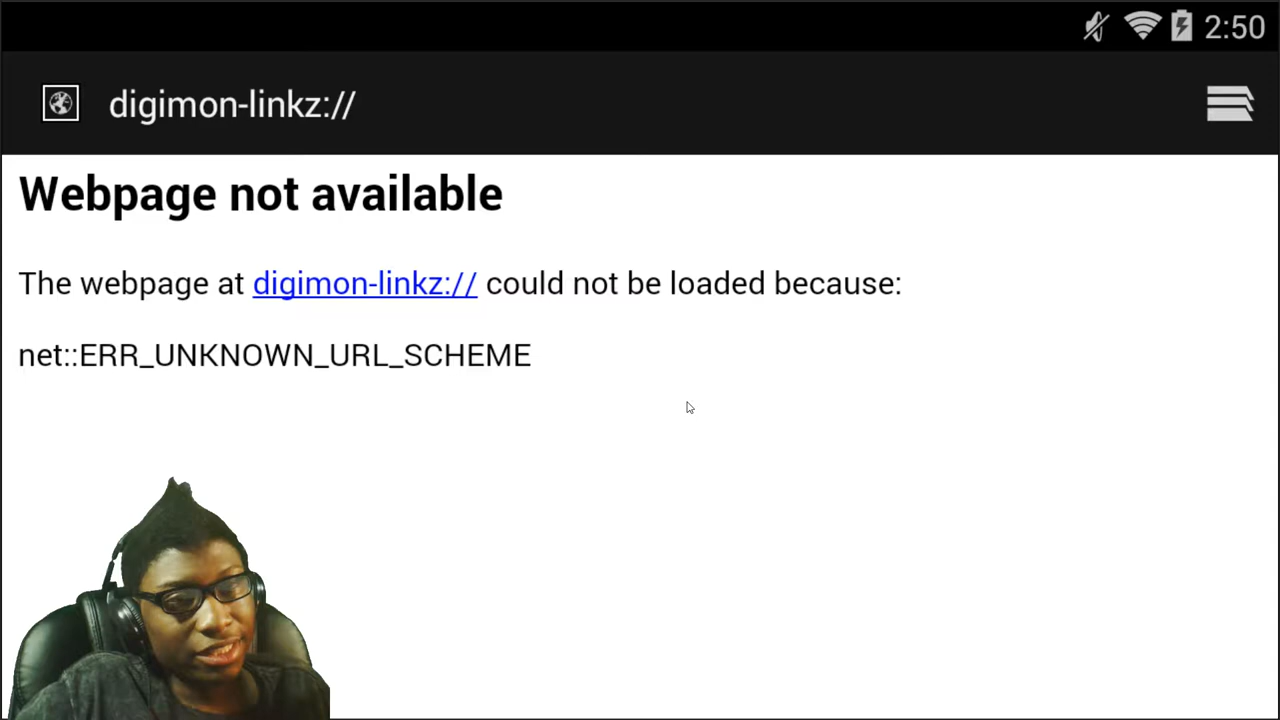 2:50
digimon-linkz://
Webpage not available
The webpage at digimon-linkz:// could not be loaded because:
net::ERR_UNKNOWN_URL_SCHEME